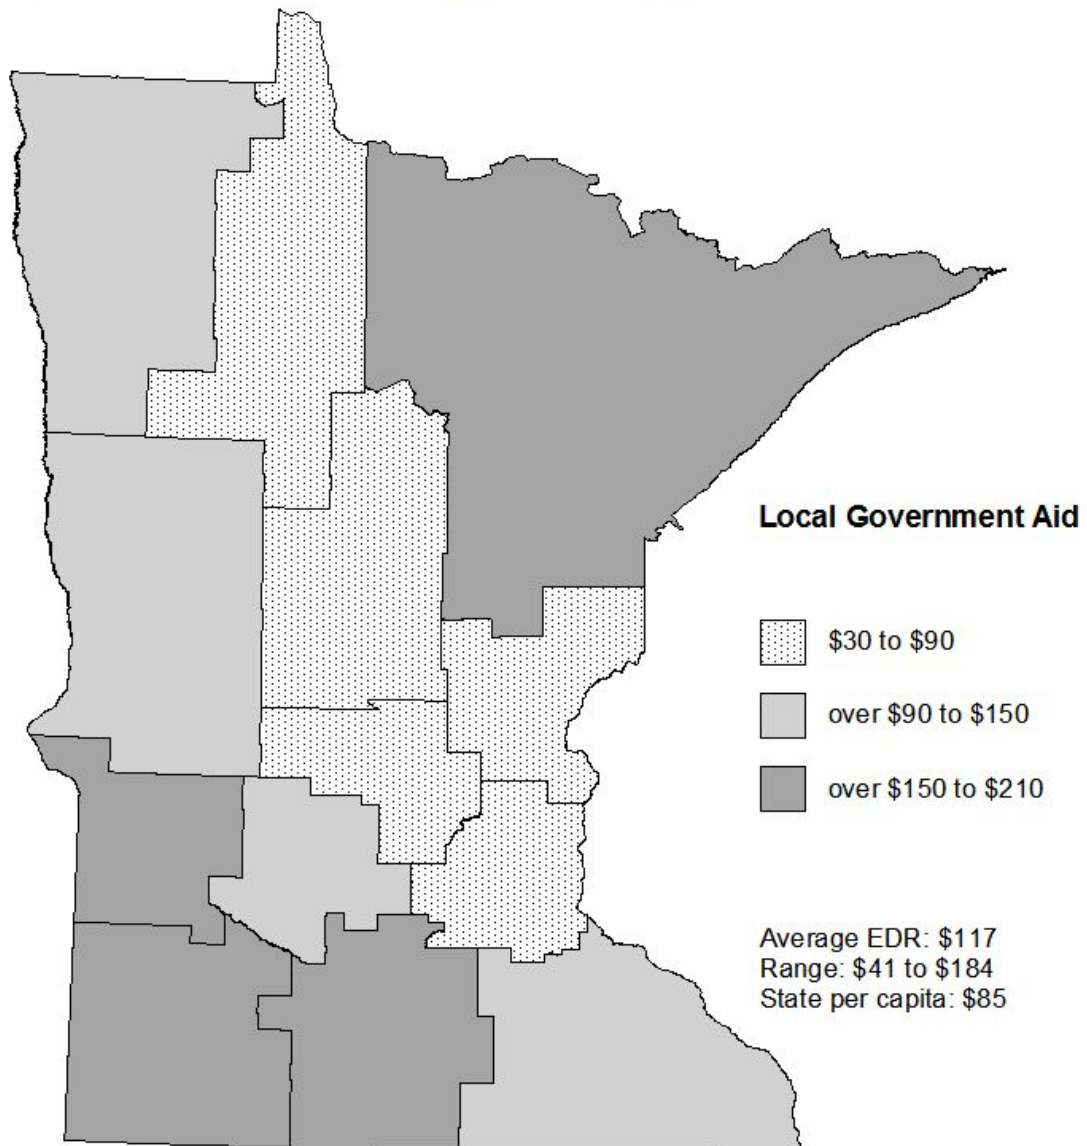 Local Government Aid
$30 to $90
over $90 to $150
over $150 to $210
Average EDR: $117
Range: $41 to $184
State per capita: $85